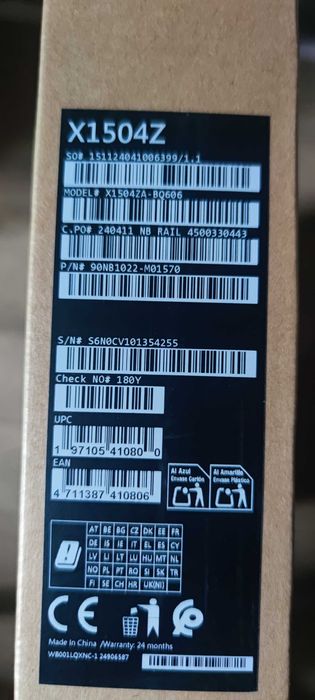 X1504Z
SO# 151124041006399/1.1
MODEL# X1504ZA-BQ606
C.PO# 240411 NB RAIL 4500330443
P/N# 90NB1022-M01570
S/N# S6N0CV101354255
Check NO# 180Y
UPC
1 97105 41080 0
EAN
4 711387 410806
Al Azul
Envase Cartón
Al Amarillo
Envase Plástico
AT BE BG CZ DK EE FR
DE IS IE IT EL ES CY
LV LI LT LU HU MT NL
NO PL PT RO SI SK TR
FI SE CH HR UK(NI)
CE
Made In China /Warranty: 24 months
WB001LQXNC-1 24906587